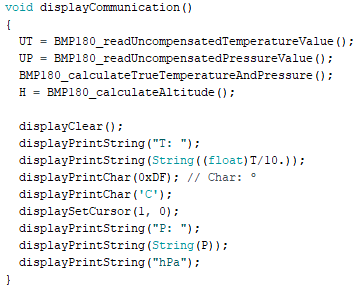 void displayCommunication()
{
  UT = BMP180_readUncompensatedTemperatureValue();
  UP = BMP180_readUncompensatedPressureValue();
  BMP180_calculateTrueTemperatureAndPressure();
  H = BMP180_calculateAltitude();

  displayClear();
  displayPrintString("T: ");
  displayPrintString(String((float)T/10.));
  displayPrintChar(0xDF); // Char: °
  displayPrintChar('C');
  displaySetCursor(1, 0);
  displayPrintString("P: ");
  displayPrintString(String(P));
  displayPrintString("hPa");
}